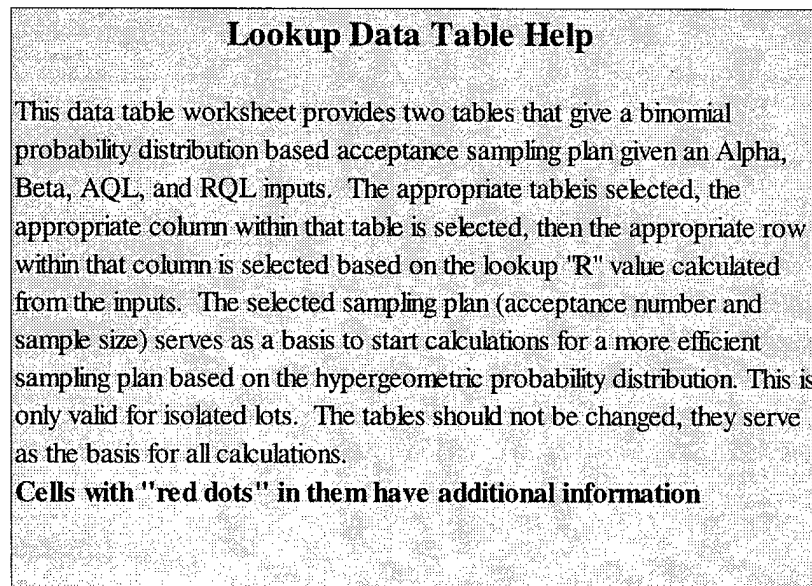 Lookup Data Table Help
This data table worksheet provides two tables that give a binomial
probability distribution based acceptance sampling plan given an Alpha,
Beta, AQL, and RQL inputs.  The appropriate tableis selected, the
appropriate column within that table is selected, then the appropriate row
within that column is selected based on the lookup "R" value calculated
from the inputs.  The selected sampling plan (acceptance number and
sample size) serves as a basis to start calculations for a more efficient
sampling plan based on the hypergeometric probability distribution. This is
only valid for isolated lots.  The tables should not be changed, they serve
as the basis for all calculations.
Cells with "red dots" in them have additional information